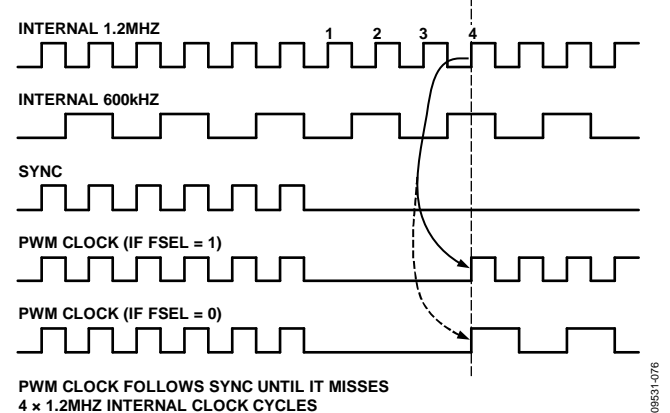 INTERNAL 1.2MHZ
1 2 3 4
INTERNAL 600kHZ
SYNC
PWM CLOCK (IF FSEL = 1)
PWM CLOCK (IF FSEL = 0)
PWM CLOCK FOLLOWS SYNC UNTIL IT MISSES
4 × 1.2MHZ INTERNAL CLOCK CYCLES
09531-076